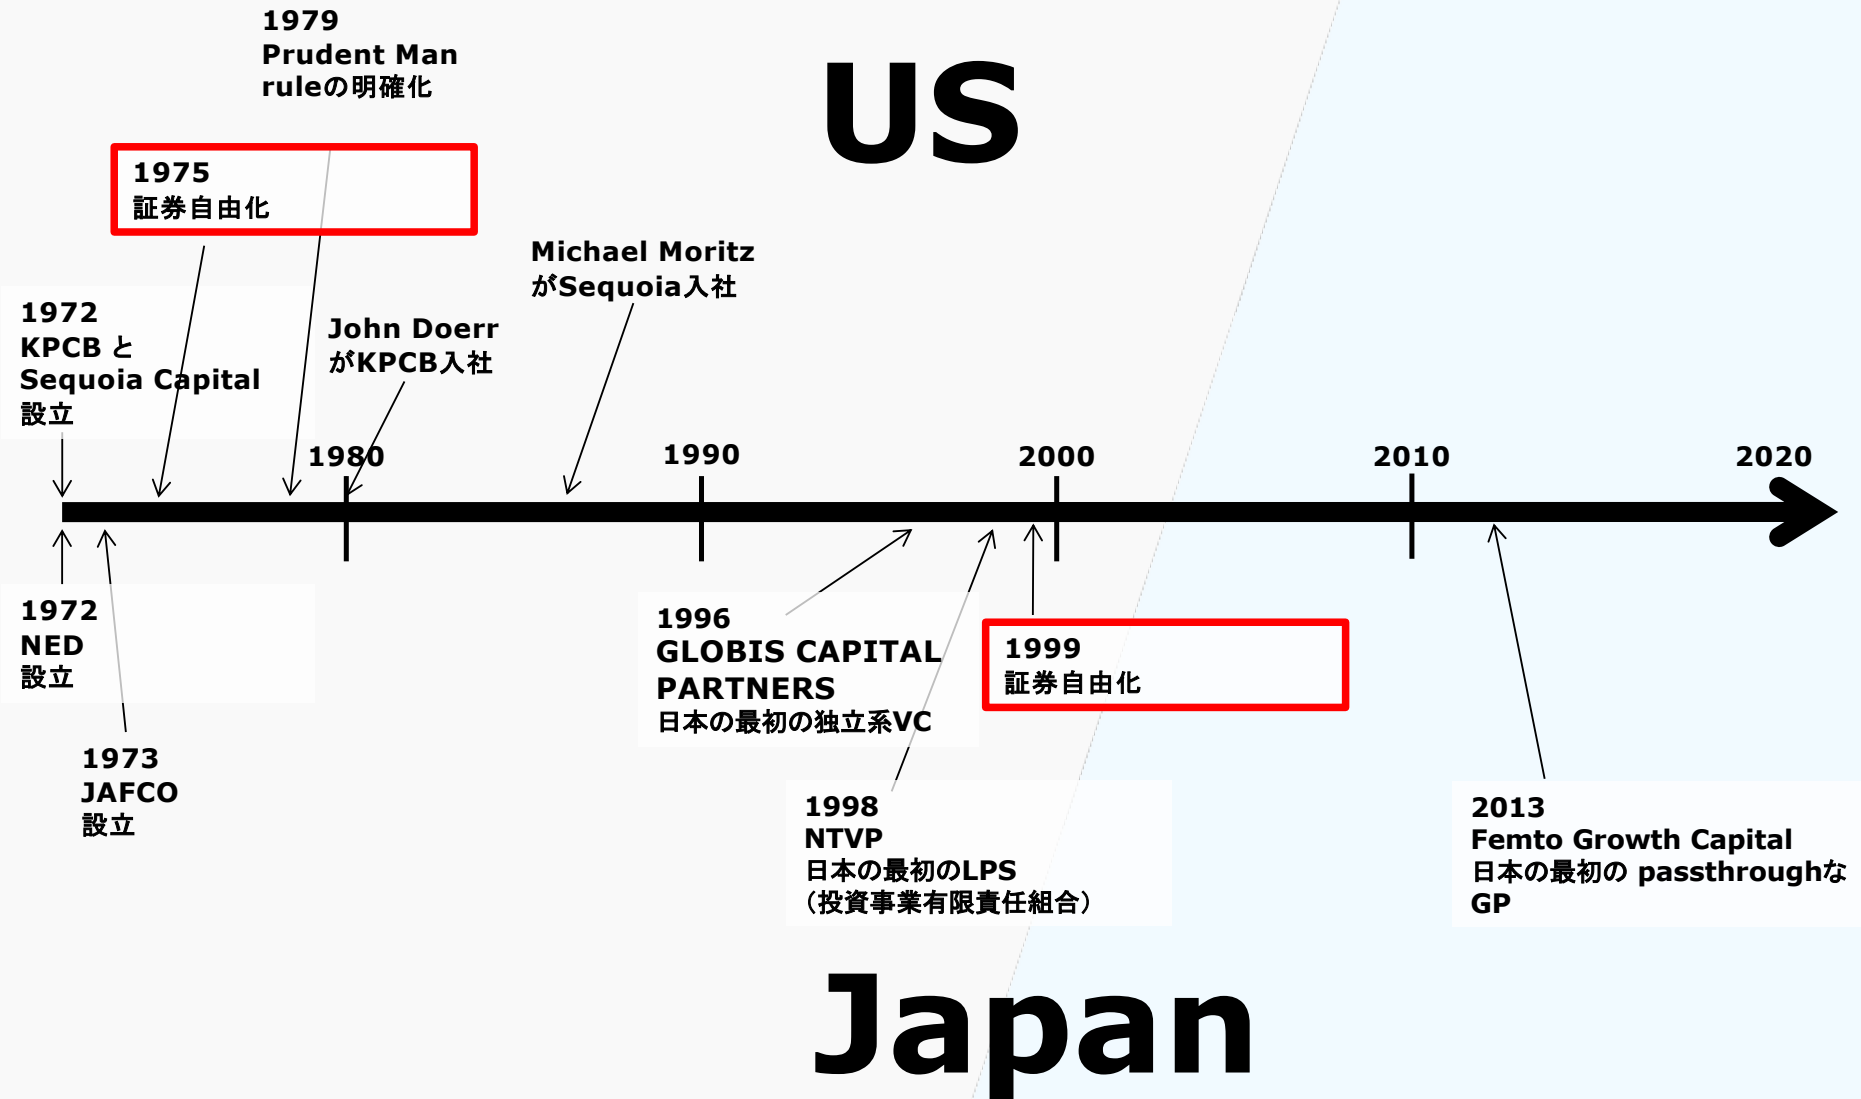 1979
Prudent Man
ruleの明確化
US
1975
証券自由化
Michael Moritz
がSequoia入社
1972
KPCB と
Sequoia Capital
設立
John Doerr
がKPCB入社
1980
1990
2000
2010
2020
1972
NED
設立
1973
JAFCO
設立
1996
GLOBIS CAPITAL
PARTNERS
日本の最初の独立系VC
1999
証券自由化
1998
NTVP
日本の最初のLPS
（投資事業有限責任組合）
2013
Femto Growth Capital
日本の最初の passthroughな
GP
Japan